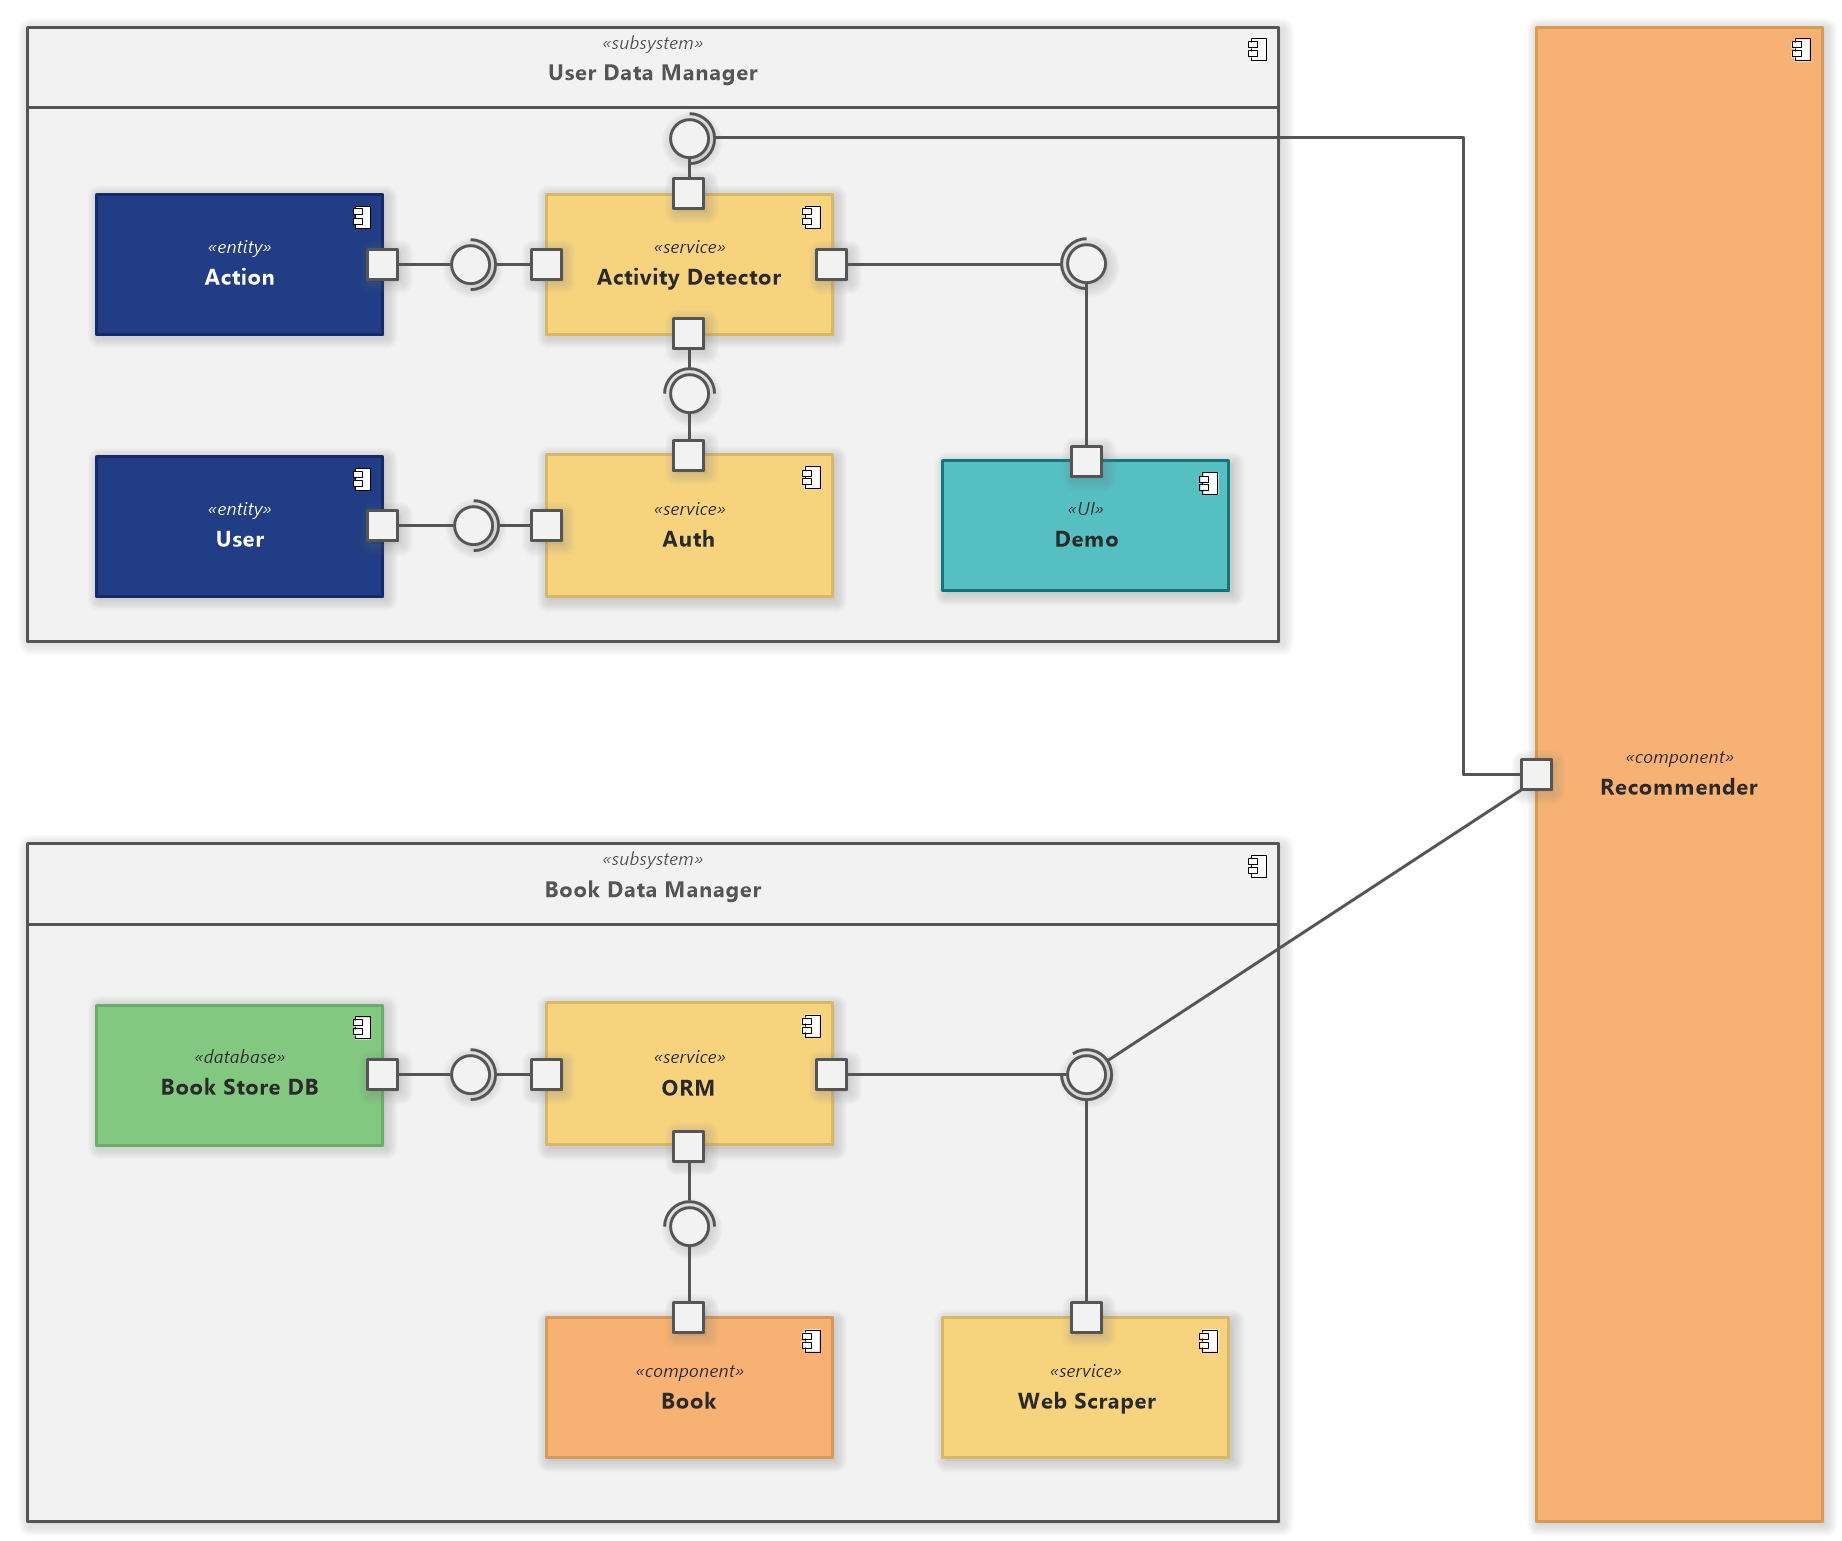 «subsystem»
User Data Manager
«entity»
Action
«service»
Activity Detector
«entity»
User
«service»
Auth
«UI»
Demo
«component»
Recommender
«subsystem»
Book Data Manager
«database»
Book Store DB
«service»
ORM
«component»
Book
«service»
Web Scraper